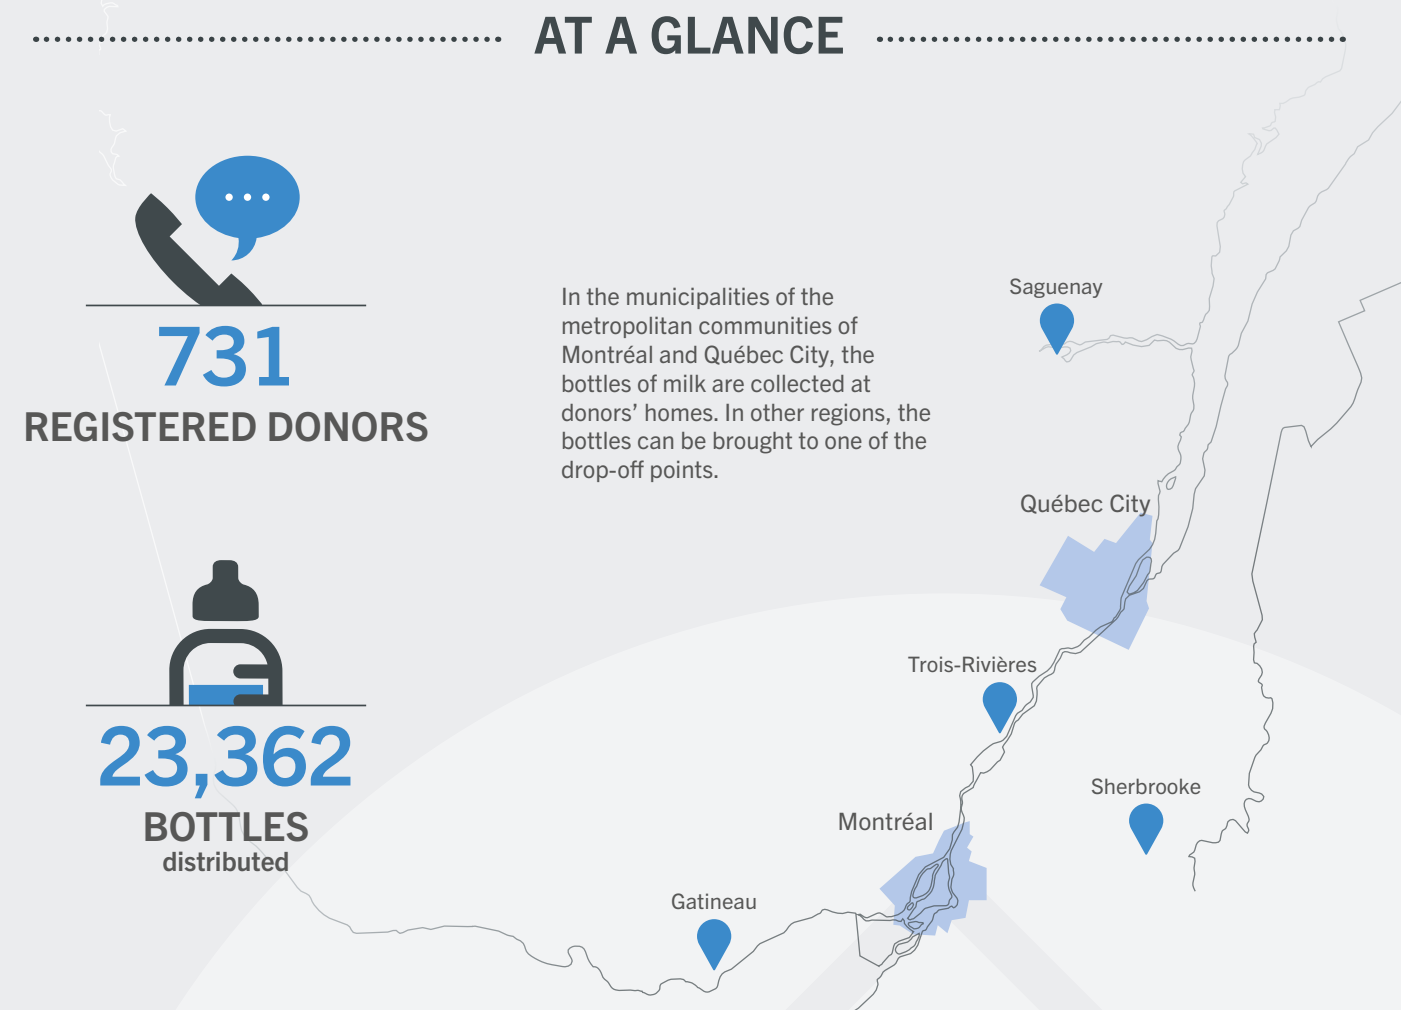 AT A GLANCE
731
REGISTERED DONORS
23,362
BOTTLES
distributed
In the municipalities of the
metropolitan communities of
Montréal and Québec City, the
bottles of milk are collected at
donors’ homes. In other regions, the
bottles can be brought to one of the
drop-off points.
Saguenay
Québec City
Trois-Rivières
Sherbrooke
Montréal
Gatineau